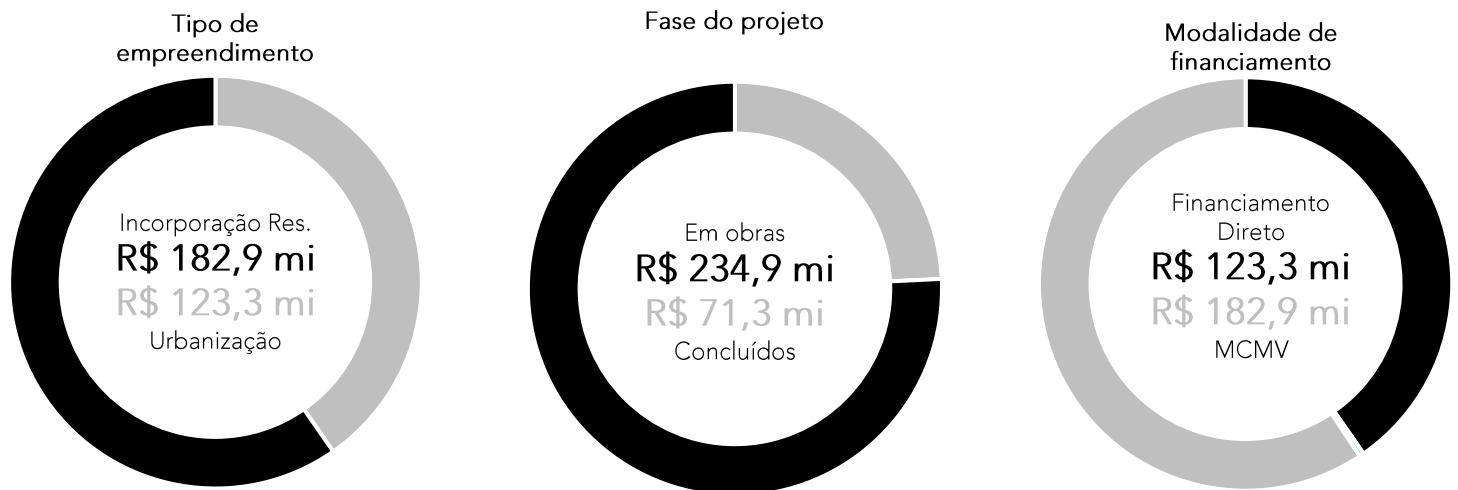 Tipo de
empreendimento
Incorporação Res.
R$ 182,9 mi
R$ 123,3 mi
Urbanização
Fase do projeto
Em obras
R$ 234,9 mi
R$ 71,3 mi
Concluídos
Modalidade de
financiamento
Financiamento
Direto
R$ 123,3 mi
R$ 182,9 mi
MCMV